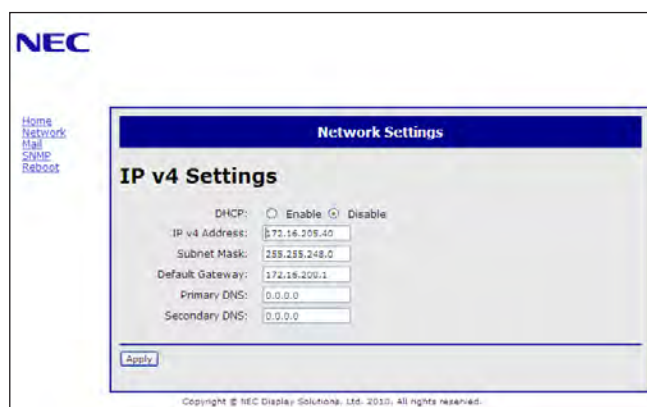 NEC
Home
Network
Mail
SNMP
Reboot
Network Settings
IP v4 Settings
DHCP: Enable Disable
IP v4 Address: 172.16.205.40
Subnet Mask: 255.255.248.0
Default Gateway: 172.16.200.1
Primary DNS: 0.0.0.0
Secondary DNS: 0.0.0.0
Apply
Copyright © NEC Display Solutions, Ltd. 2010. All rights reserved.